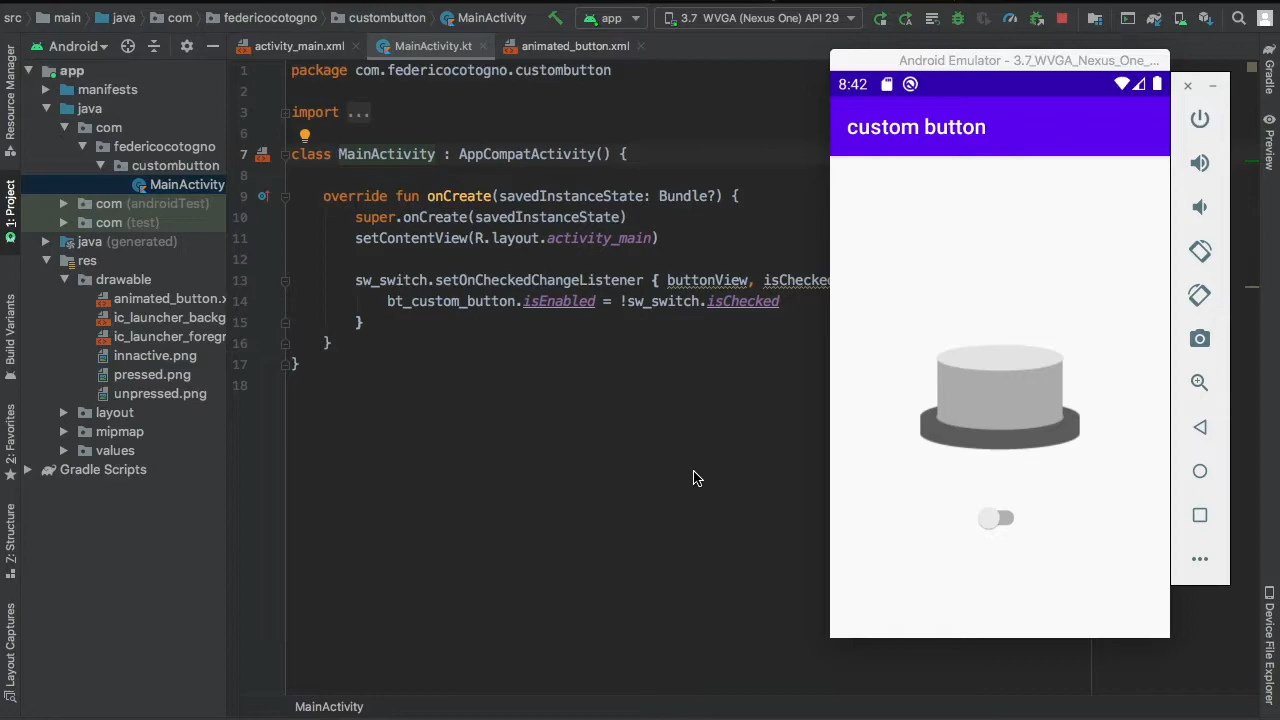 src main java com federicocotogno custombutton MainActivity app 3.7 WVGA (Nexus One) API 29
Android
activity_main.xml MainActivity.kt animated_button.xml
Android Emulator - 3.7_WVGA_Nexus_One_...
8:42
custom button
app
manifests
java
com
federicocotogno
custombutton
MainActivity
com (androidTest)
com (test)
java (generated)
res
drawable
animated_button.x
ic_launcher_backg
ic_launcher_foregr
innactive.png
pressed.png
unpressed.png
layout
mipmap
values
Gradle Scripts
1 package com.federicocotogno.custombutton
2
3 import ...
6
7 class MainActivity : AppCompatActivity() {
8
9 override fun onCreate(savedInstanceState: Bundle?) {
10 super.onCreate(savedInstanceState)
11 setContentView(R.layout.activity_main)
12
13 sw_switch.setOnCheckedChangeListener { buttonView, isChecked
14 bt_custom_button.isEnabled = !sw_switch.isChecked
15 }
16 }
17 }
18
MainActivity
Resource Manager
1: Project
Build Variants
2: Favorites
Z: Structure
Layout Captures
Gradle
Preview
Device File Explorer